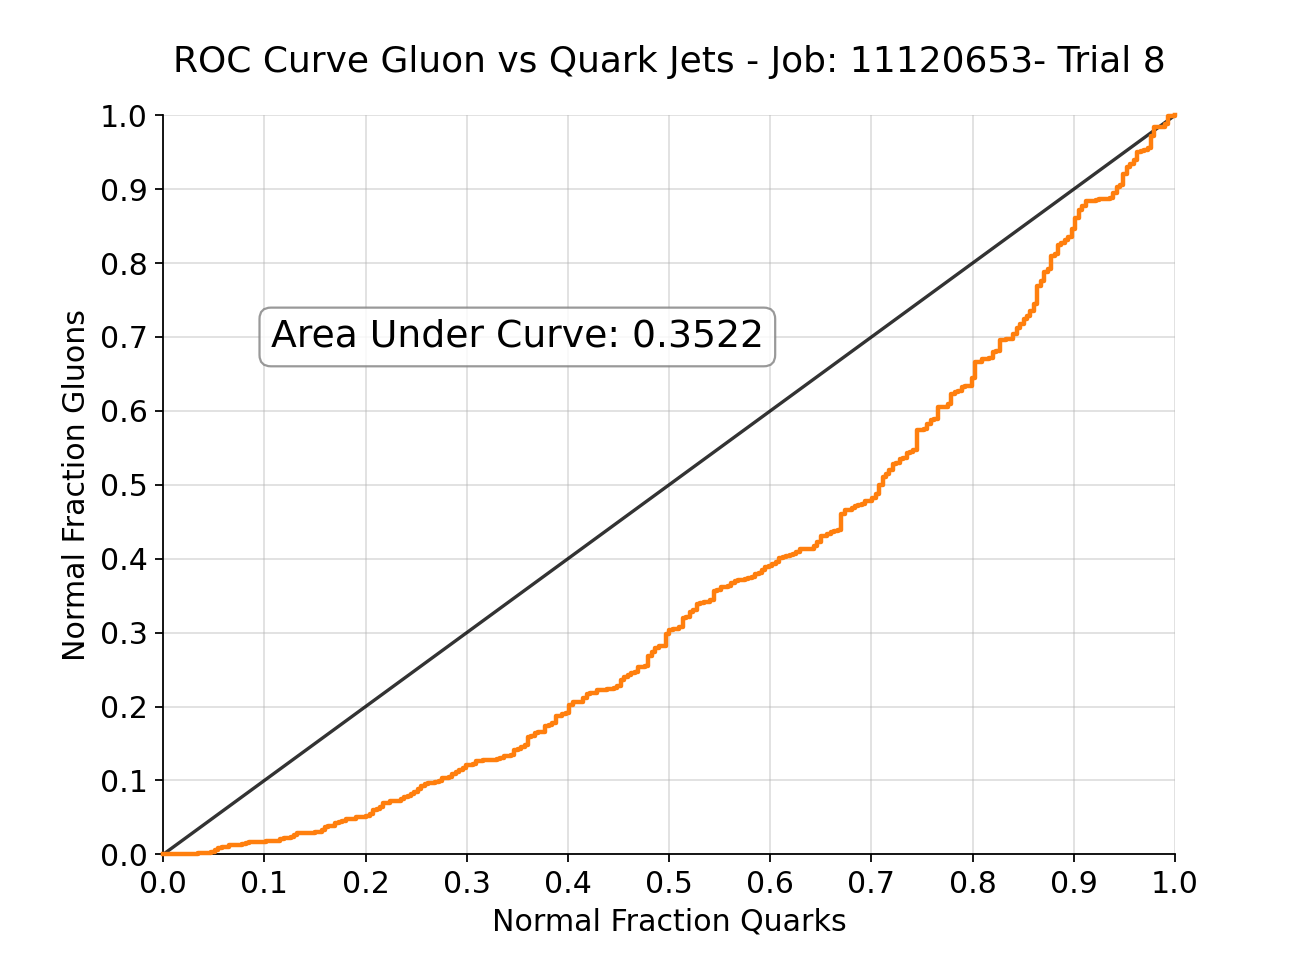 ROC Curve Gluon vs Quark Jets - Job: 11120653- Trial 8
1.0
0.9
0.8
0.7
0.6
0.5
0.4
0.3
0.2
0.1
0.0
Normal Fraction Gluons
Area Under Curve: 0.3522
0.0 0.1 0.2 0.3 0.4 0.5 0.6 0.7 0.8 0.9 1.0
Normal Fraction Quarks